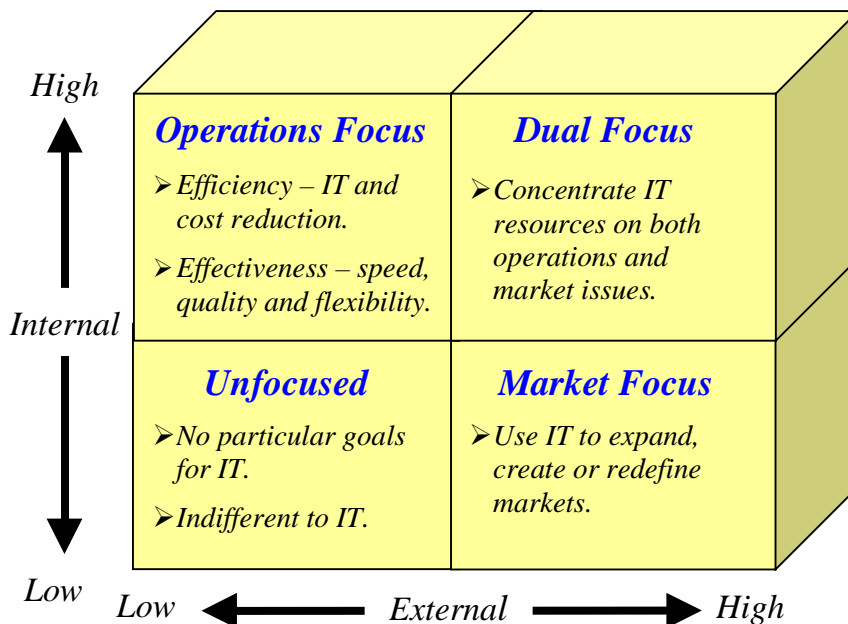 High
Operations Focus
➢ Efficiency – IT and
cost reduction.
➢ Effectiveness – speed,
quality and flexibility.
Dual Focus
➢ Concentrate IT
resources on both
operations and
market issues.
Internal
Unfocused
➢ No particular goals
for IT.
➢ Indifferent to IT.
Market Focus
➢ Use IT to expand,
create or redefine
markets.
Low
Low
External
High